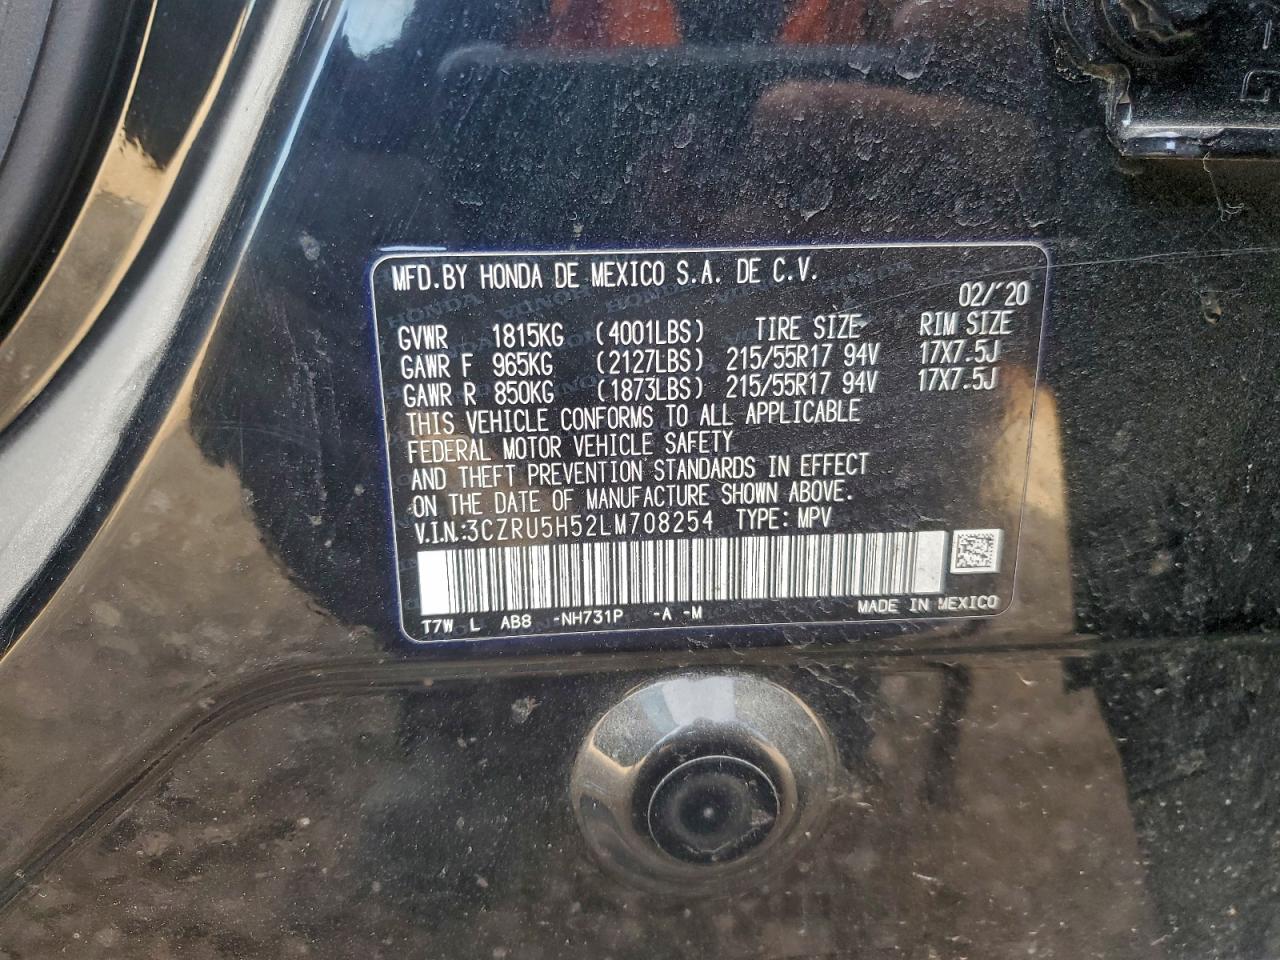 MFD.BY HONDA DE MEXICO S.A. DE C.V.
02/'20
GVWR 1815KG (4001LBS) TIRE SIZE RIM SIZE
GAWR F 965KG (2127LBS) 215/55R17 94V 17X7.5J
GAWR R 850KG (1873LBS) 215/55R17 94V 17X7.5J
THIS VEHICLE CONFORMS TO ALL APPLICABLE
FEDERAL MOTOR VEHICLE SAFETY
AND THEFT PREVENTION STANDARDS IN EFFECT
ON THE DATE OF MANUFACTURE SHOWN ABOVE.
V.I.N.:3CZRU5H52LM708254 TYPE: MPV
T7W L AB8 -NH731P -A -M MADE IN MEXICO